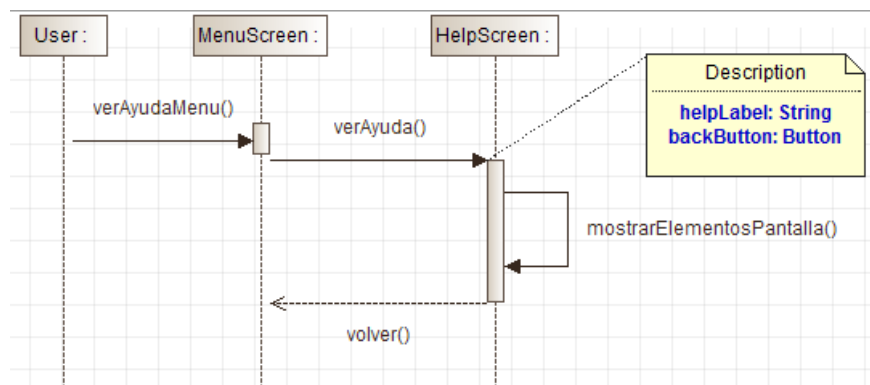 User :
MenuScreen :
HelpScreen :
Description
helpLabel: String
backButton: Button
verAyudaMenu()
verAyuda()
mostrarElementosPantalla()
volver()